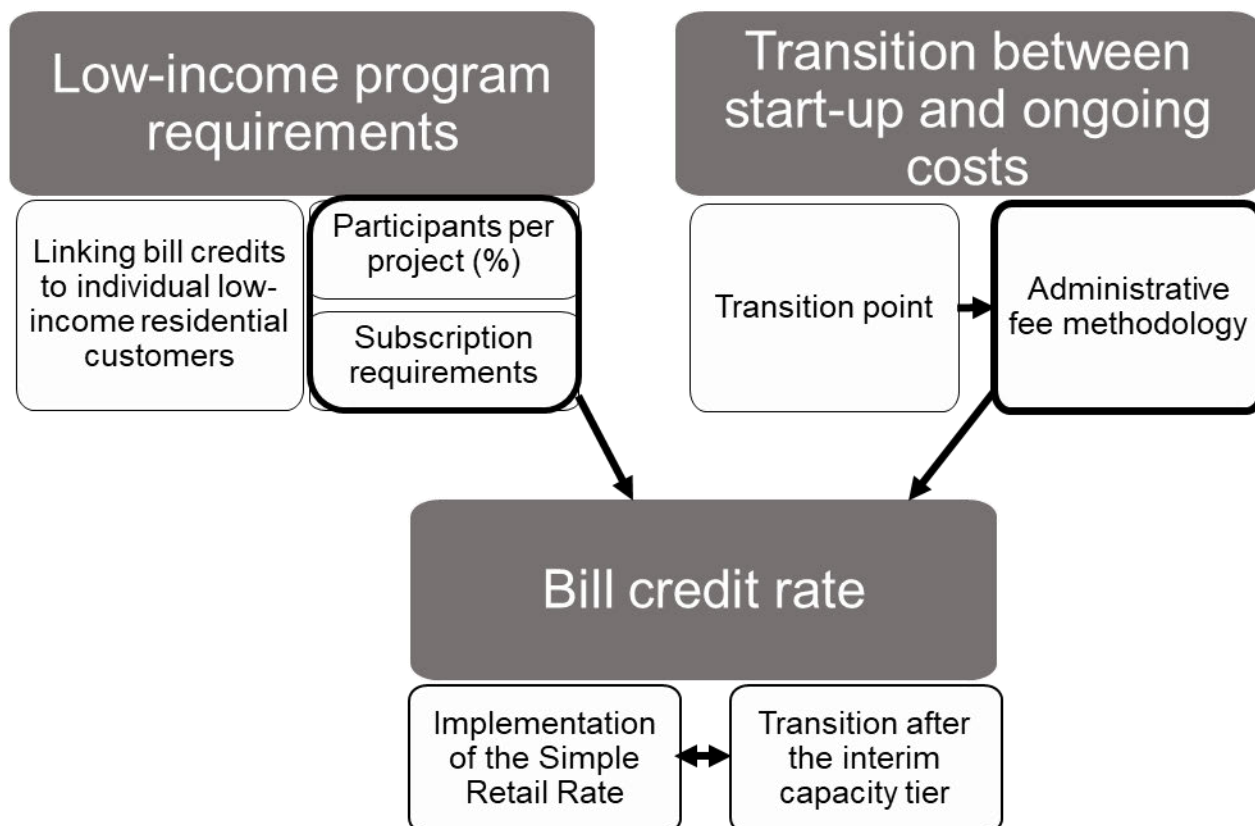 Low-income program
requirements
Linking bill credits
to individual low-
income residential
customers
Participants per
project (%)
Subscription
requirements
Transition between
start-up and ongoing
costs
Transition point
Administrative
fee methodology
Bill credit rate
Implementation
of the Simple
Retail Rate
Transition after
the interim
capacity tier